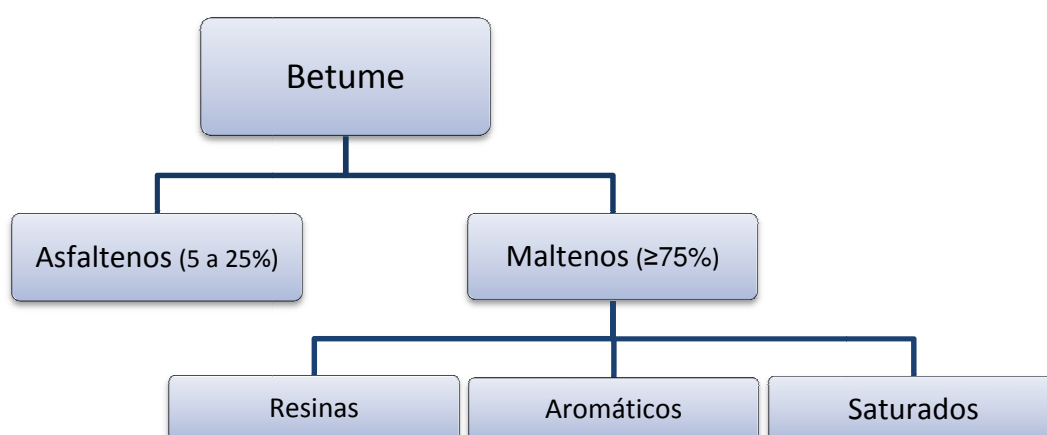 Betume
Asfaltenos (5 a 25%)
Maltenos (≥75%)
Resinas
Aromáticos
Saturados